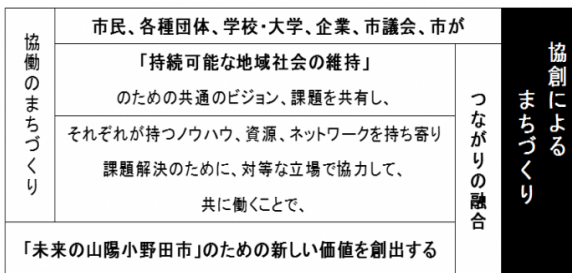 協働のまちづくり
市民、各種団体、学校・大学、企業、市議会、市が
「持続可能な地域社会の維持」
のための共通のビジョン、課題を共有し、
それぞれが持つノウハウ、資源、ネットワークを持ち寄り
課題解決のために、対等な立場で協力して、
共に働くことで、
「未来の山陽小野田市」のための新しい価値を創出する
つながりの融合
協創による
まちづくり